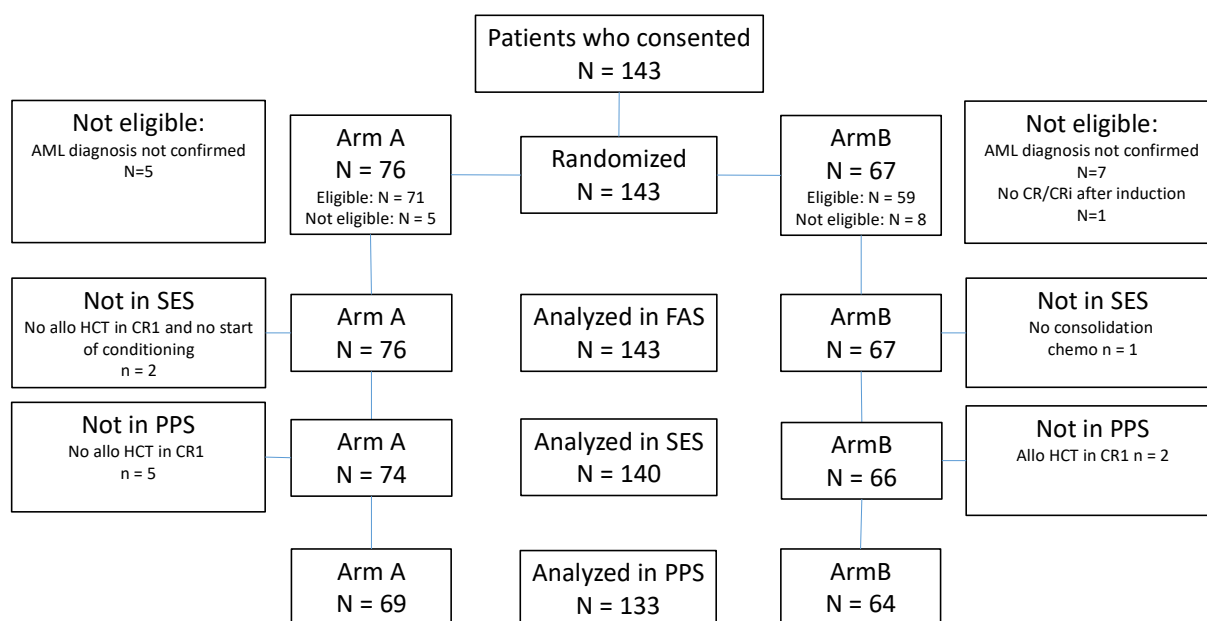 Patients who consented
N = 143
Not eligible:
AML diagnosis not confirmed
N=5
Arm A
N = 76
Eligible: N = 71
Not eligible: N = 5
Randomized
N = 143
ArmB
N = 67
Eligible: N = 59
Not eligible: N = 8
Not eligible:
AML diagnosis not confirmed
N=7
No CR/CRi after induction
N=1
Not in SES
No allo HCT in CR1 and no start
of conditioning
n = 2
Arm A
N = 76
Analyzed in FAS
N = 143
ArmB
N = 67
Not in SES
No consolidation
chemo n = 1
Not in PPS
No allo HCT in CR1
n = 5
Arm A
N = 74
Analyzed in SES
N = 140
ArmB
N = 66
Not in PPS
Allo HCT in CR1 n = 2
Arm A
N = 69
Analyzed in PPS
N = 133
ArmB
N = 64